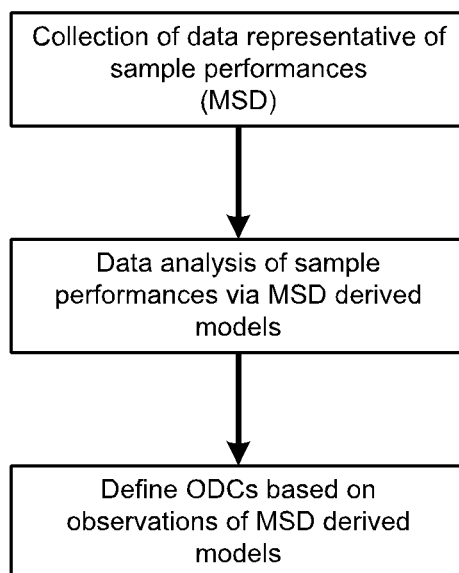 Collection of data representative of
sample performances
(MSD)
Data analysis of sample
performances via MSD derived
models
Define ODCs based on
observations of MSD derived
models